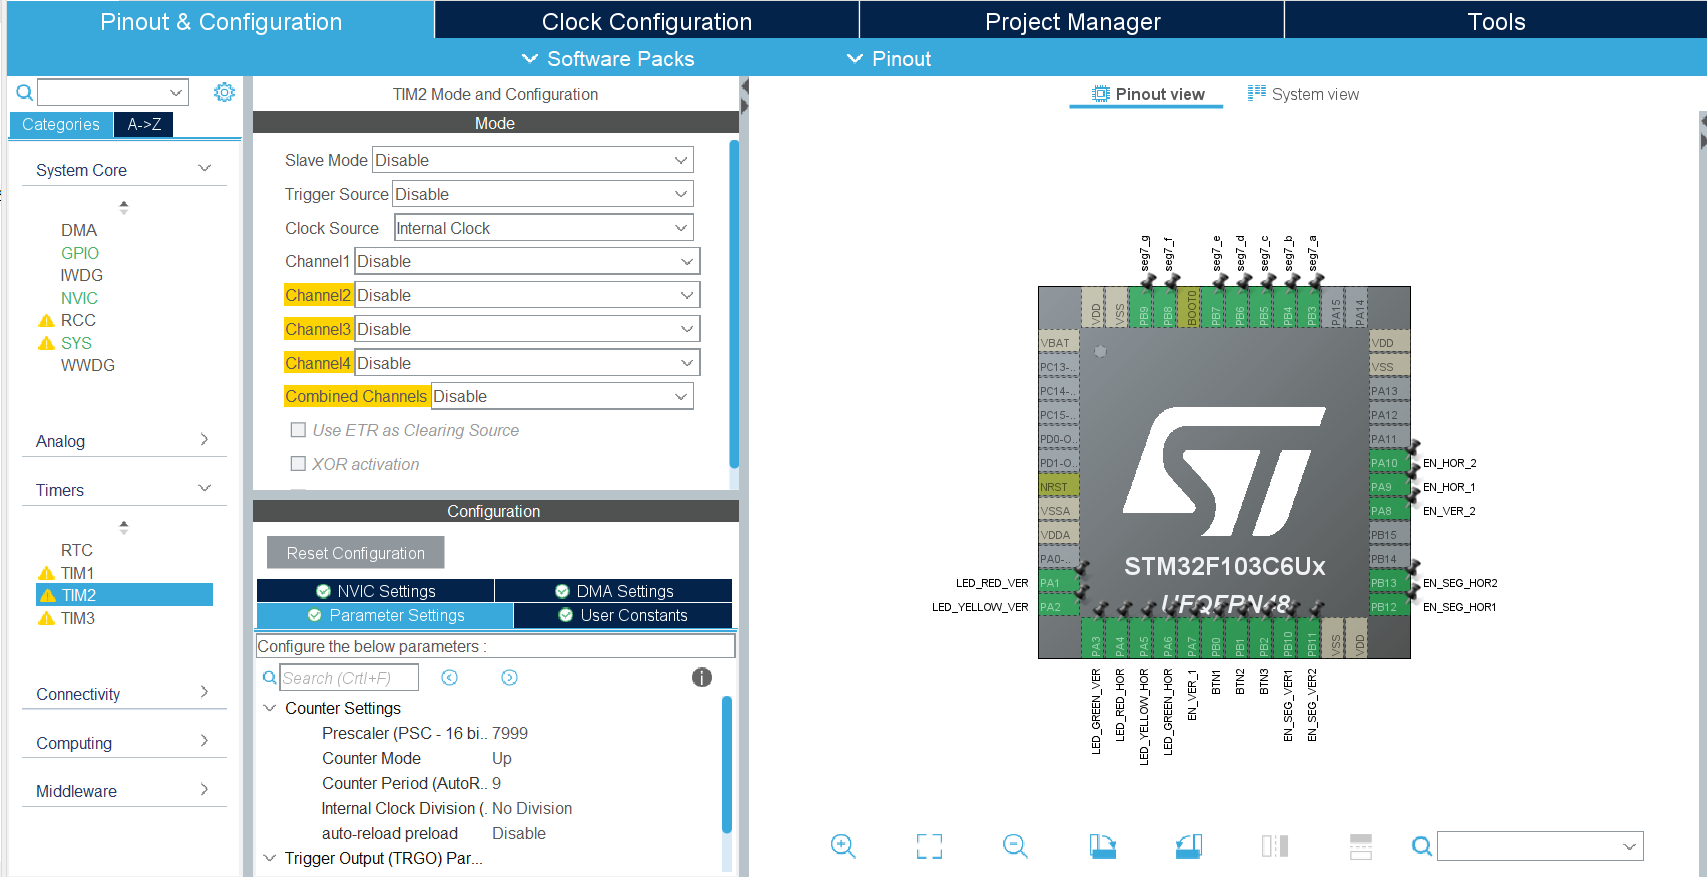 Pinout & Configuration
Clock Configuration
Project Manager
Tools
Software Packs
Pinout
Categories
A->Z
System Core
DMA
GPIO
IWDG
NVIC
RCC
SYS
WWDG
Analog
Timers
RTC
TIM1
TIM2
TIM3
Connectivity
Computing
Middleware
TIM2 Mode and Configuration
Mode
Slave Mode Disable
Trigger Source Disable
Clock Source Internal Clock
Channel1 Disable
Channel2 Disable
Channel3 Disable
Channel4 Disable
Combined Channels Disable
Use ETR as Clearing Source
XOR activation
Configuration
Reset Configuration
NVIC Settings
DMA Settings
Parameter Settings
User Constants
Configure the below parameters :
Search (Crtl+F)
Counter Settings
Prescaler (PSC - 16 bi.. 7999
Counter Mode Up
Counter Period (AutoR.. 9
Internal Clock Division (. No Division
auto-reload preload Disable
Trigger Output (TRGO) Par...
Pinout view
System view
seg7_g
seg7_f
seg7_e
seg7_d
seg7_c
seg7_b
seg7_a
VDD
VSS
PB9
PB8
BOOT0
PB7
PB6
PB5
PB4
PB3
PA15
PA14
VBAT
PC13-..
PC14-..
PC15-..
PD0-O..
PD1-O..
NRST
VSSA
VDDA
PA0-..
LED_RED_VER PA1
LED_YELLOW_VER PA2
ST
STM32F103C6Ux
UFQFPN48
VDD
VSS
PA13
PA12
PA11
PA10 EN_HOR_2
PA9 EN_HOR_1
PA8 EN_VER_2
PB15
PB14
PB13 EN_SEG_HOR2
PB12 EN_SEG_HOR1
PA3
PA4
PA5
PA6
PA7
PB0
PB1
PB2
PB10
PB11
VSS
VDD
LED_GREEN_VER
LED_RED_HOR
LED_YELLOW_HOR
LED_GREEN_HOR
EN_VER_1
BTN1
BTN2
BTN3
EN_SEG_VER1
EN_SEG_VER2